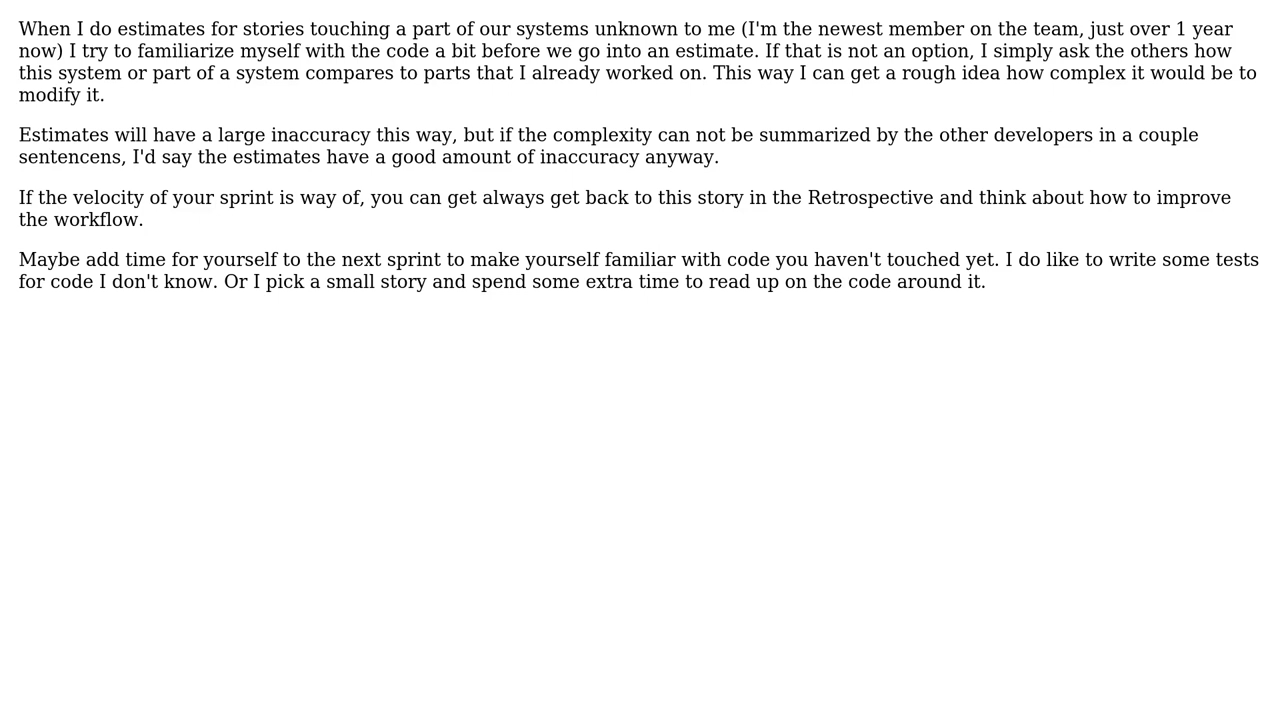 When I do estimates for stories touching a part of our systems unknown to me (I'm the newest member on the team, just over 1 year
now) I try to familiarize myself with the code a bit before we go into an estimate. If that is not an option, I simply ask the others how
this system or part of a system compares to parts that I already worked on. This way I can get a rough idea how complex it would be to
modify it.
Estimates will have a large inaccuracy this way, but if the complexity can not be summarized by the other developers in a couple
sentencens, I'd say the estimates have a good amount of inaccuracy anyway.
If the velocity of your sprint is way of, you can get always get back to this story in the Retrospective and think about how to improve
the workflow.
Maybe add time for yourself to the next sprint to make yourself familiar with code you haven't touched yet. I do like to write some tests
for code I don't know. Or I pick a small story and spend some extra time to read up on the code around it.